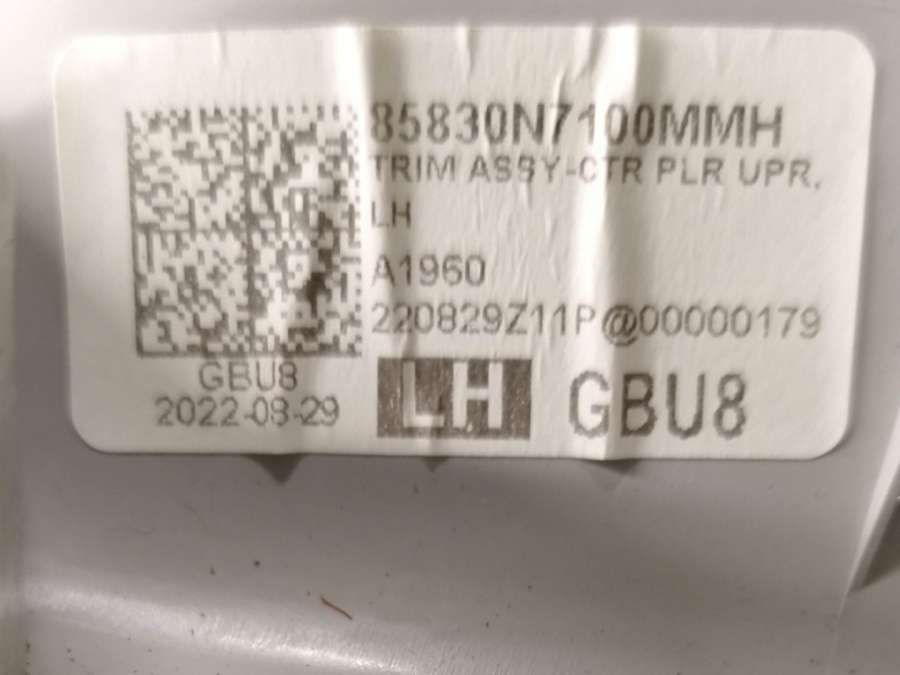 85830N7100MMH
TRIM ASSY-CTR PLR UPR,
LH
A1960
220829Z11P@00000179
GBU8
2022-08-29
LH
GBU8